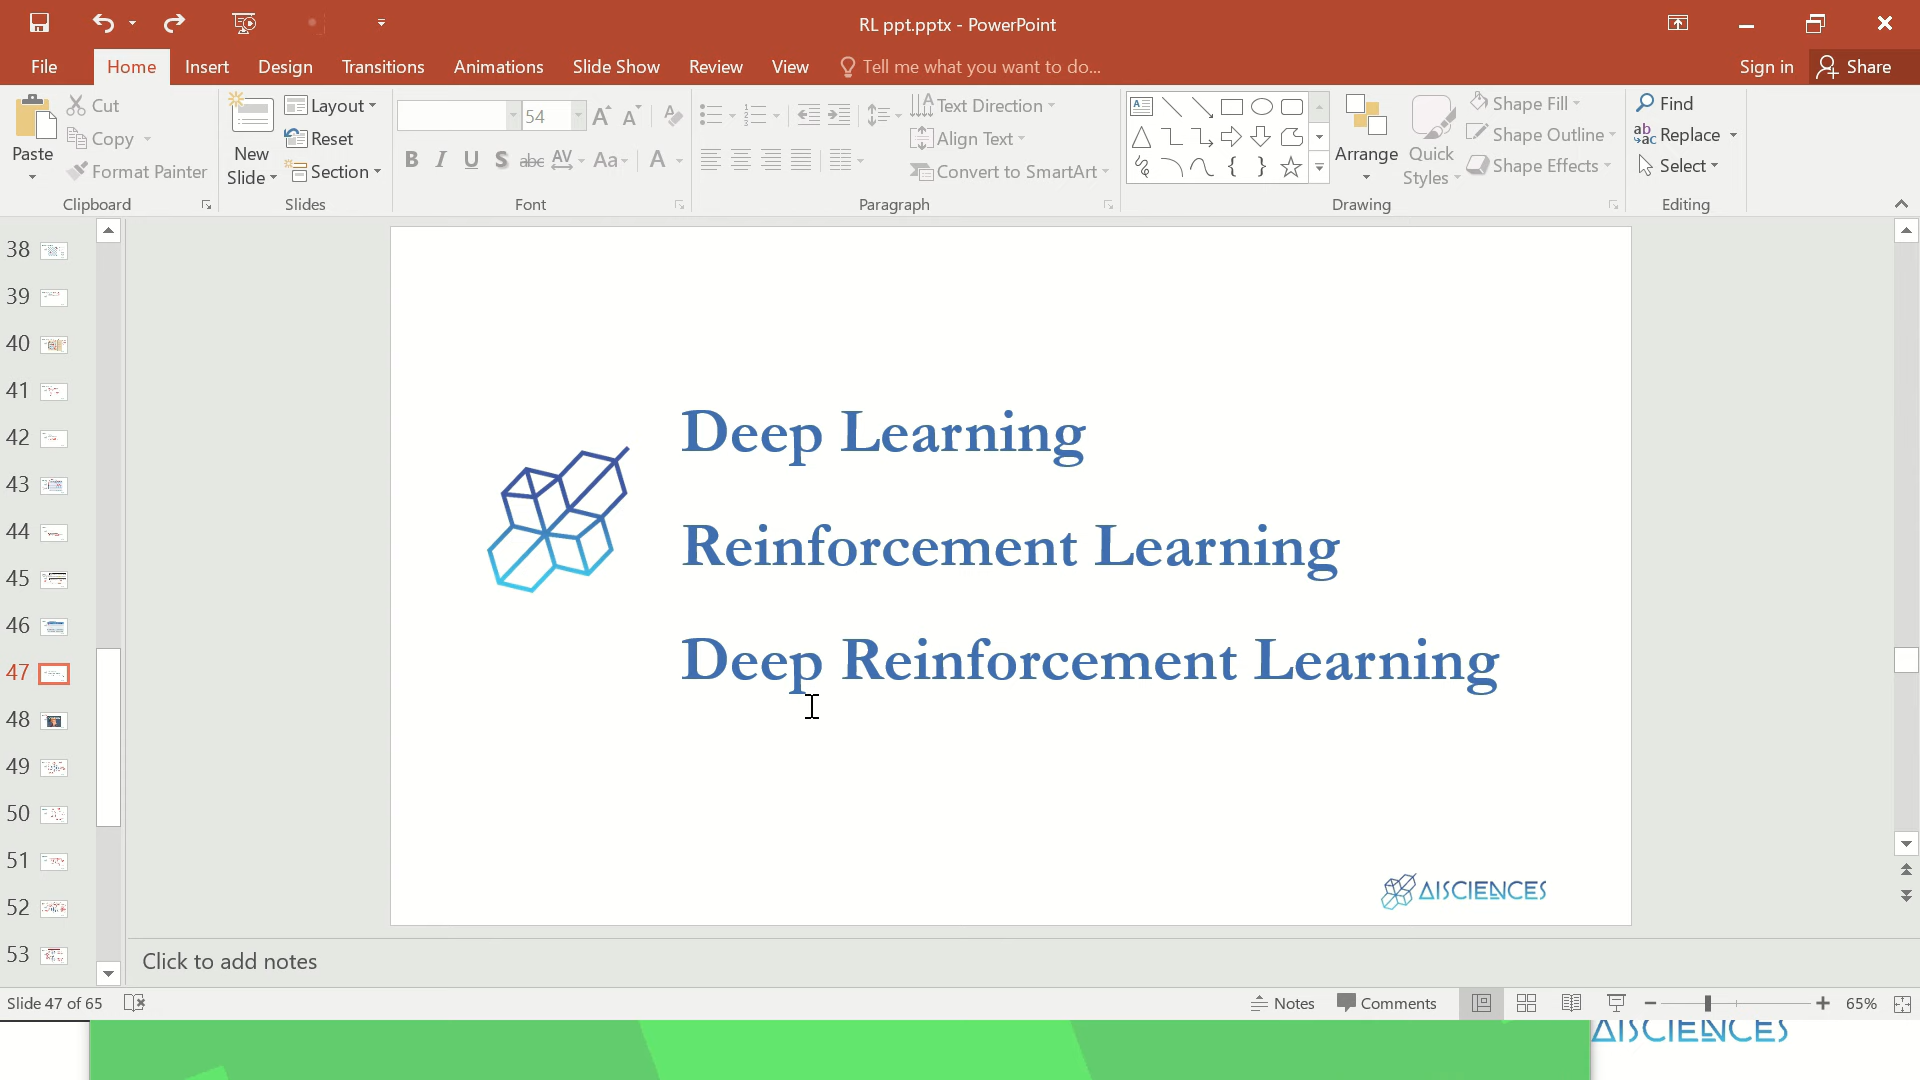 RL ppt.pptx - PowerPoint
File Home Insert Design Transitions Animations Slide Show Review View Tell me what you want to do... Sign in Share
Paste
Cut
Copy
Format Painter
Clipboard
New Slide
Layout
Reset
Section
Slides
54
B I U S abc AV Aa A
Font
Text Direction
Align Text
Convert to SmartArt
Paragraph
Arrange
Quick Styles
Shape Fill
Shape Outline
Shape Effects
Drawing
Find
Replace
Select
Editing
38
39
40
41
42
43
44
45
46
47
48
49
50
51
52
53
Deep Learning
Reinforcement Learning
Deep Reinforcement Learning
AISCIENCES
Click to add notes
Slide 47 of 65 Notes Comments 65%
AISCIENCES